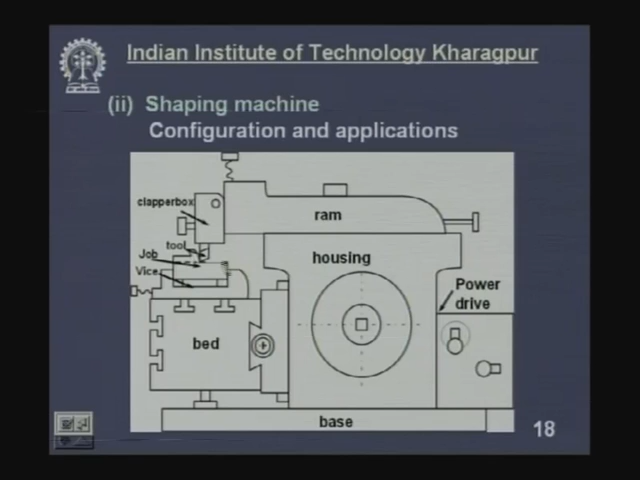 Indian Institute of Technology Kharagpur
(ii) Shaping machine
Configuration and applications
clapperbox
ram
tool
Job
housing
Vice
Power
drive
bed
base
18